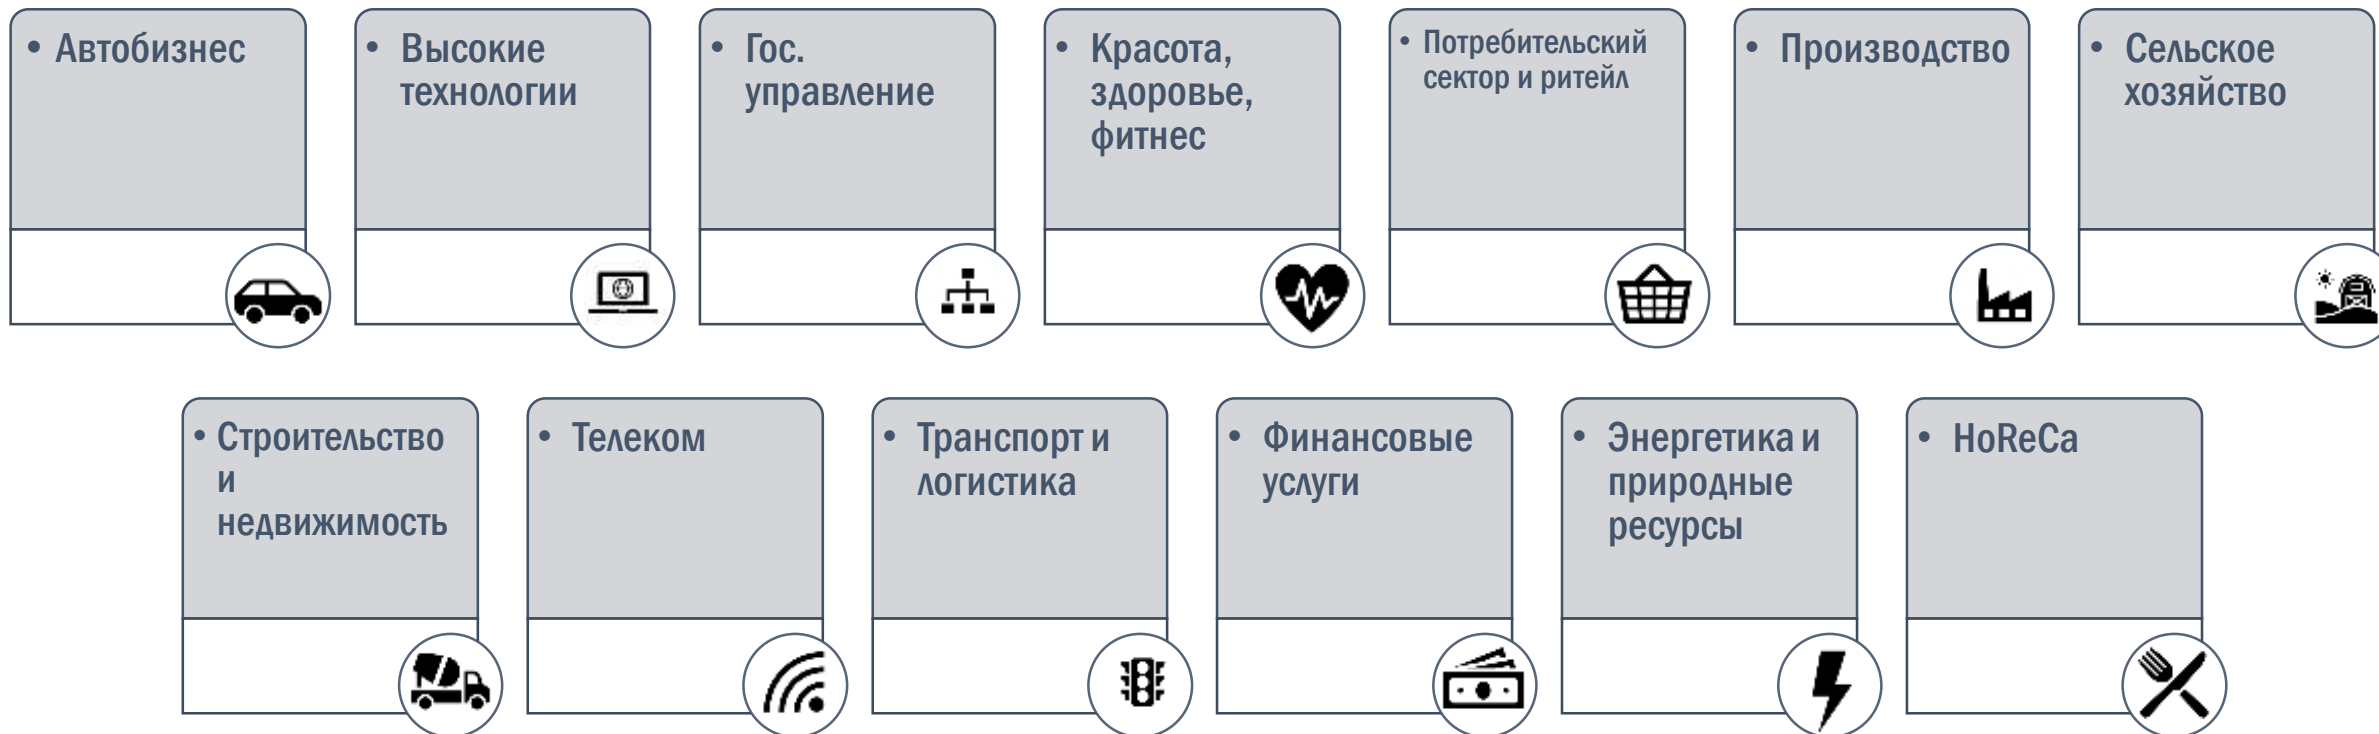 • Автобизнес
• Высокие
технологии
• Гос.
управление
• Красота,
здоровье,
фитнес
• Потребительский
сектор и ритейл
• Производство
• Сельское
хозяйство
• Строительство
и
недвижимость
• Телеком
• Транспорт и
логистика
• Финансовые
услуги
• Энергетика и
природные
ресурсы
• HoReCa